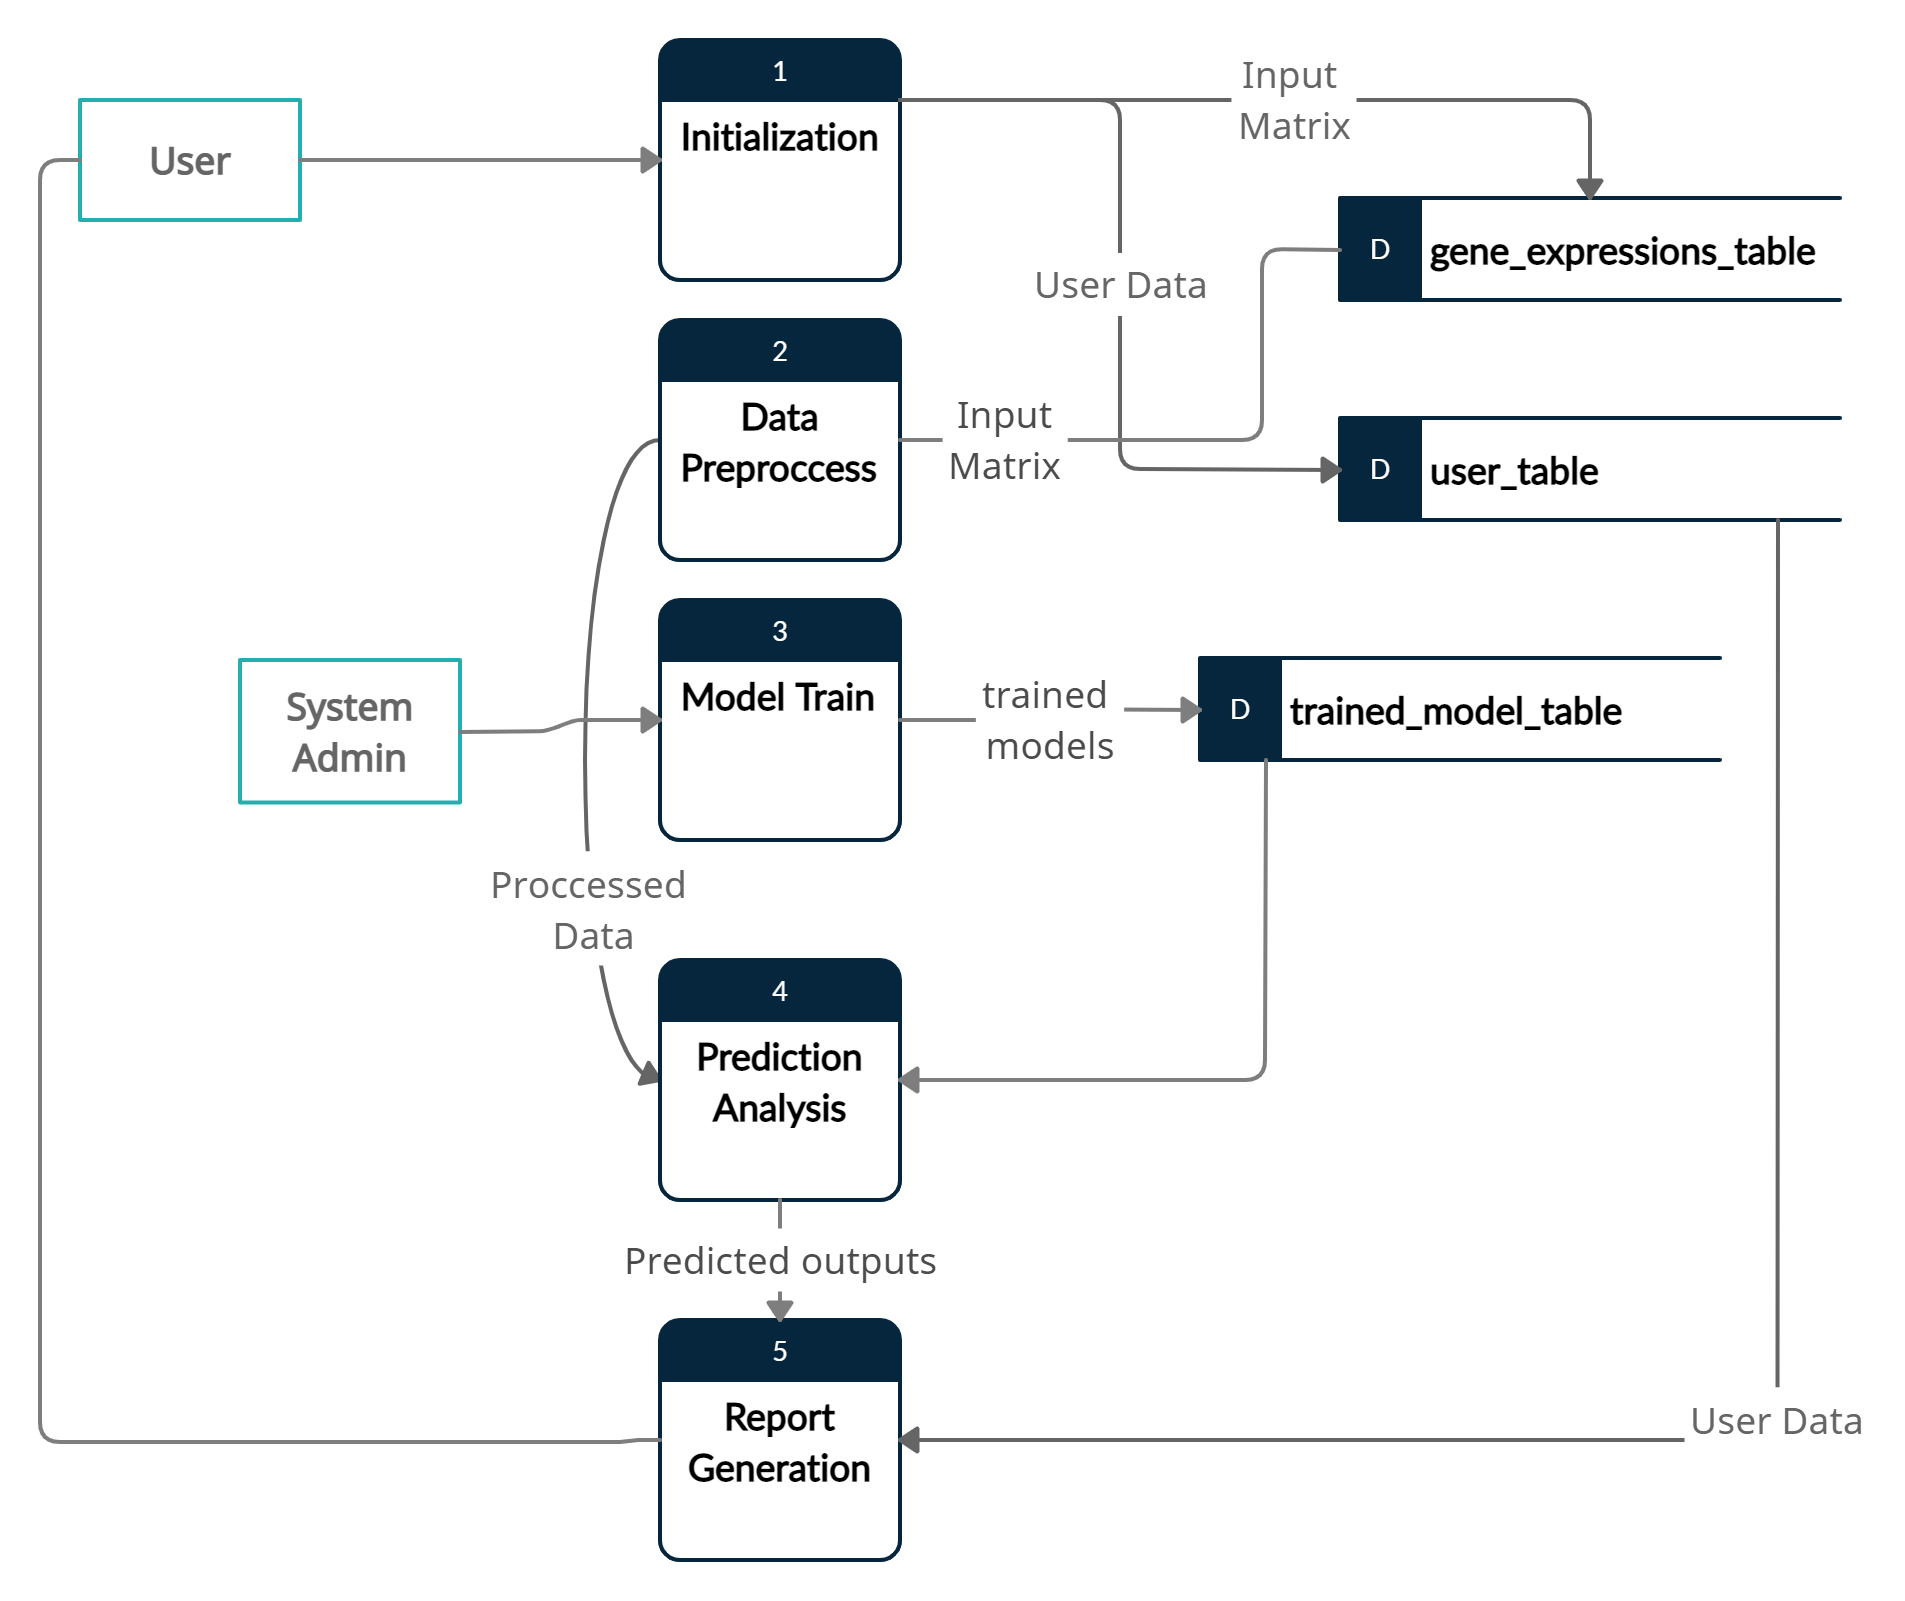 1
Initialization
User
Input
Matrix
D
gene_expressions_table
User Data
2
Data
Preproccess
Input
Matrix
D
user_table
3
Model Train
System
Admin
trained
models
D
trained_model_table
Proccessed
Data
4
Prediction
Analysis
Predicted outputs
5
Report
Generation
User Data